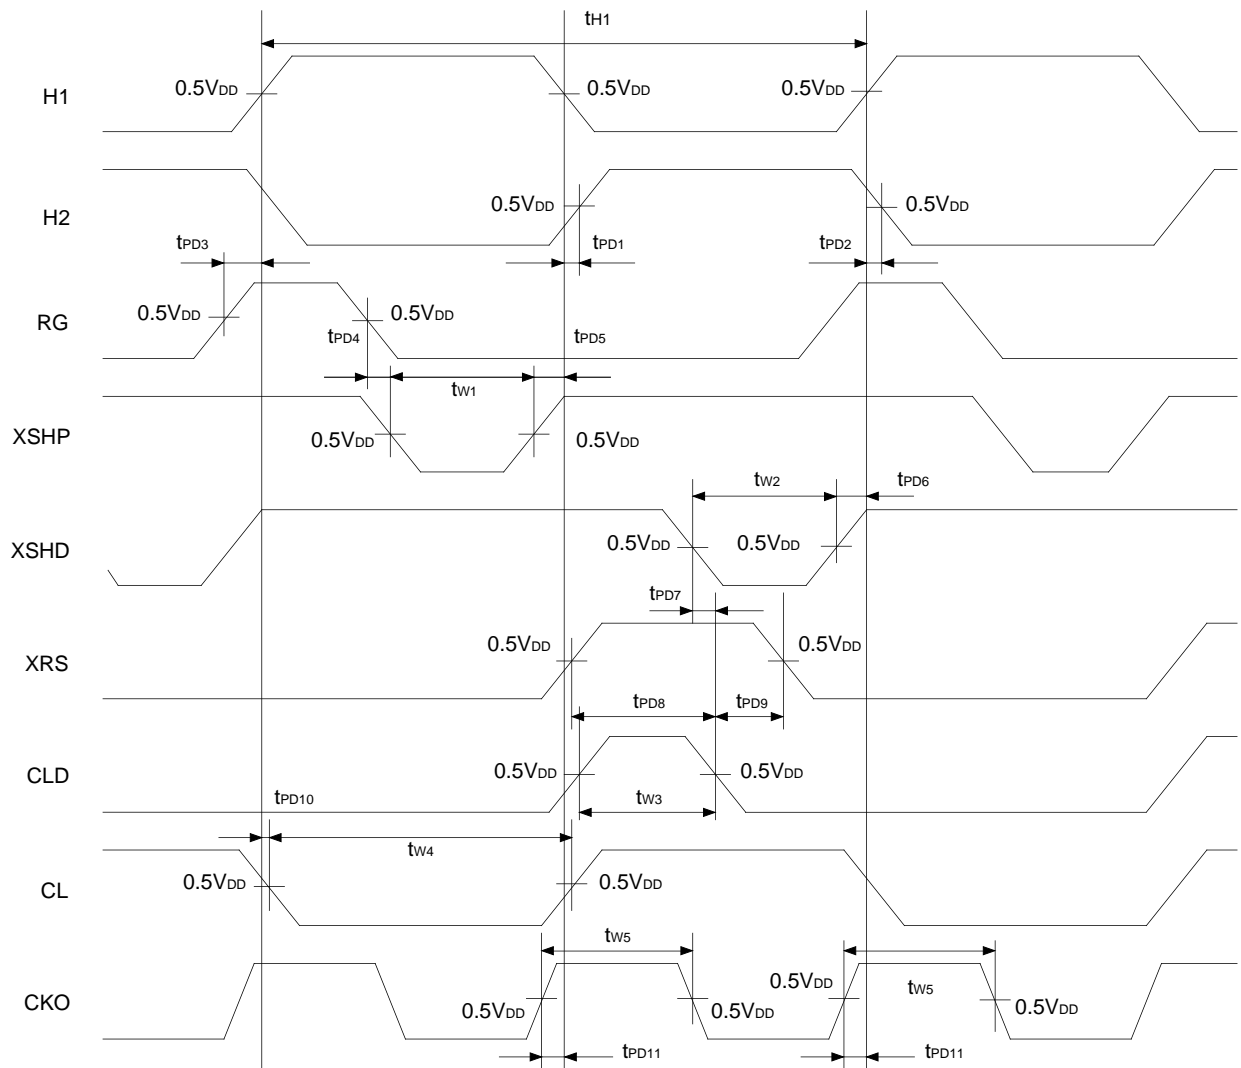 tH1
H1 0.5VDD 0.5VDD 0.5VDD
H2 0.5VDD 0.5VDD
tPD3 tPD1 tPD2
RG 0.5VDD 0.5VDD
tPD4 tPD5
tW1
XSHP 0.5VDD 0.5VDD
tW2 tPD6
XSHD 0.5VDD 0.5VDD
tPD7
XRS 0.5VDD 0.5VDD
tPD8 tPD9
CLD 0.5VDD 0.5VDD
tPD10 tW3
tW4
CL 0.5VDD 0.5VDD
tW5
CKO 0.5VDD 0.5VDD 0.5VDD tW5 0.5VDD
tPD11 tPD11